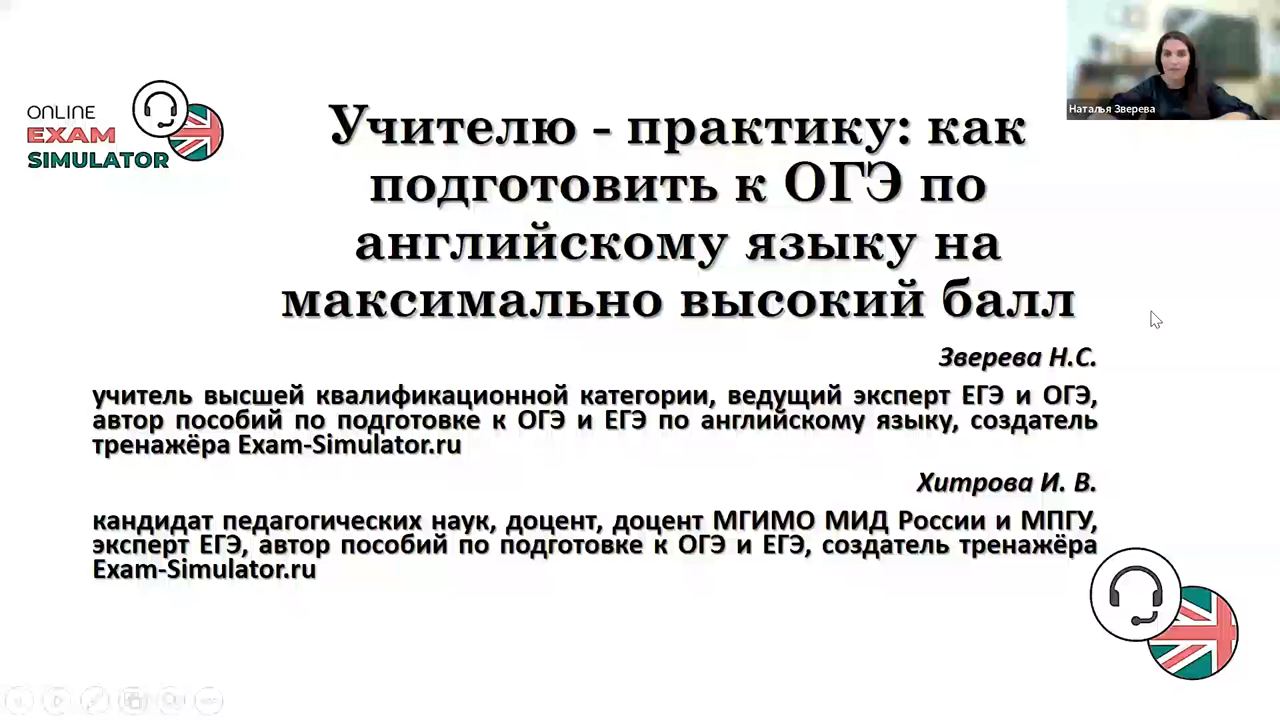 Наталья Зверева
ONLINE
EXAM
SIMULATOR
Учителю - практику: как
подготовить к ОГЭ по
английскому языку на
максимально высокий балл
Зверева Н.С.
учитель высшей квалификационной категории, ведущий эксперт ЕГЭ и ОГЭ,
автор пособий по подготовке к ОГЭ и ЕГЭ по английскому языку, создатель
тренажёра Exam-Simulator.ru
Хитрова И. В.
кандидат педагогических наук, доцент, доцент МГИМО МИД России и МПГУ,
эксперт ЕГЭ, автор пособий по подготовке к ОГЭ и ЕГЭ, создатель тренажёра
Exam-Simulator.ru